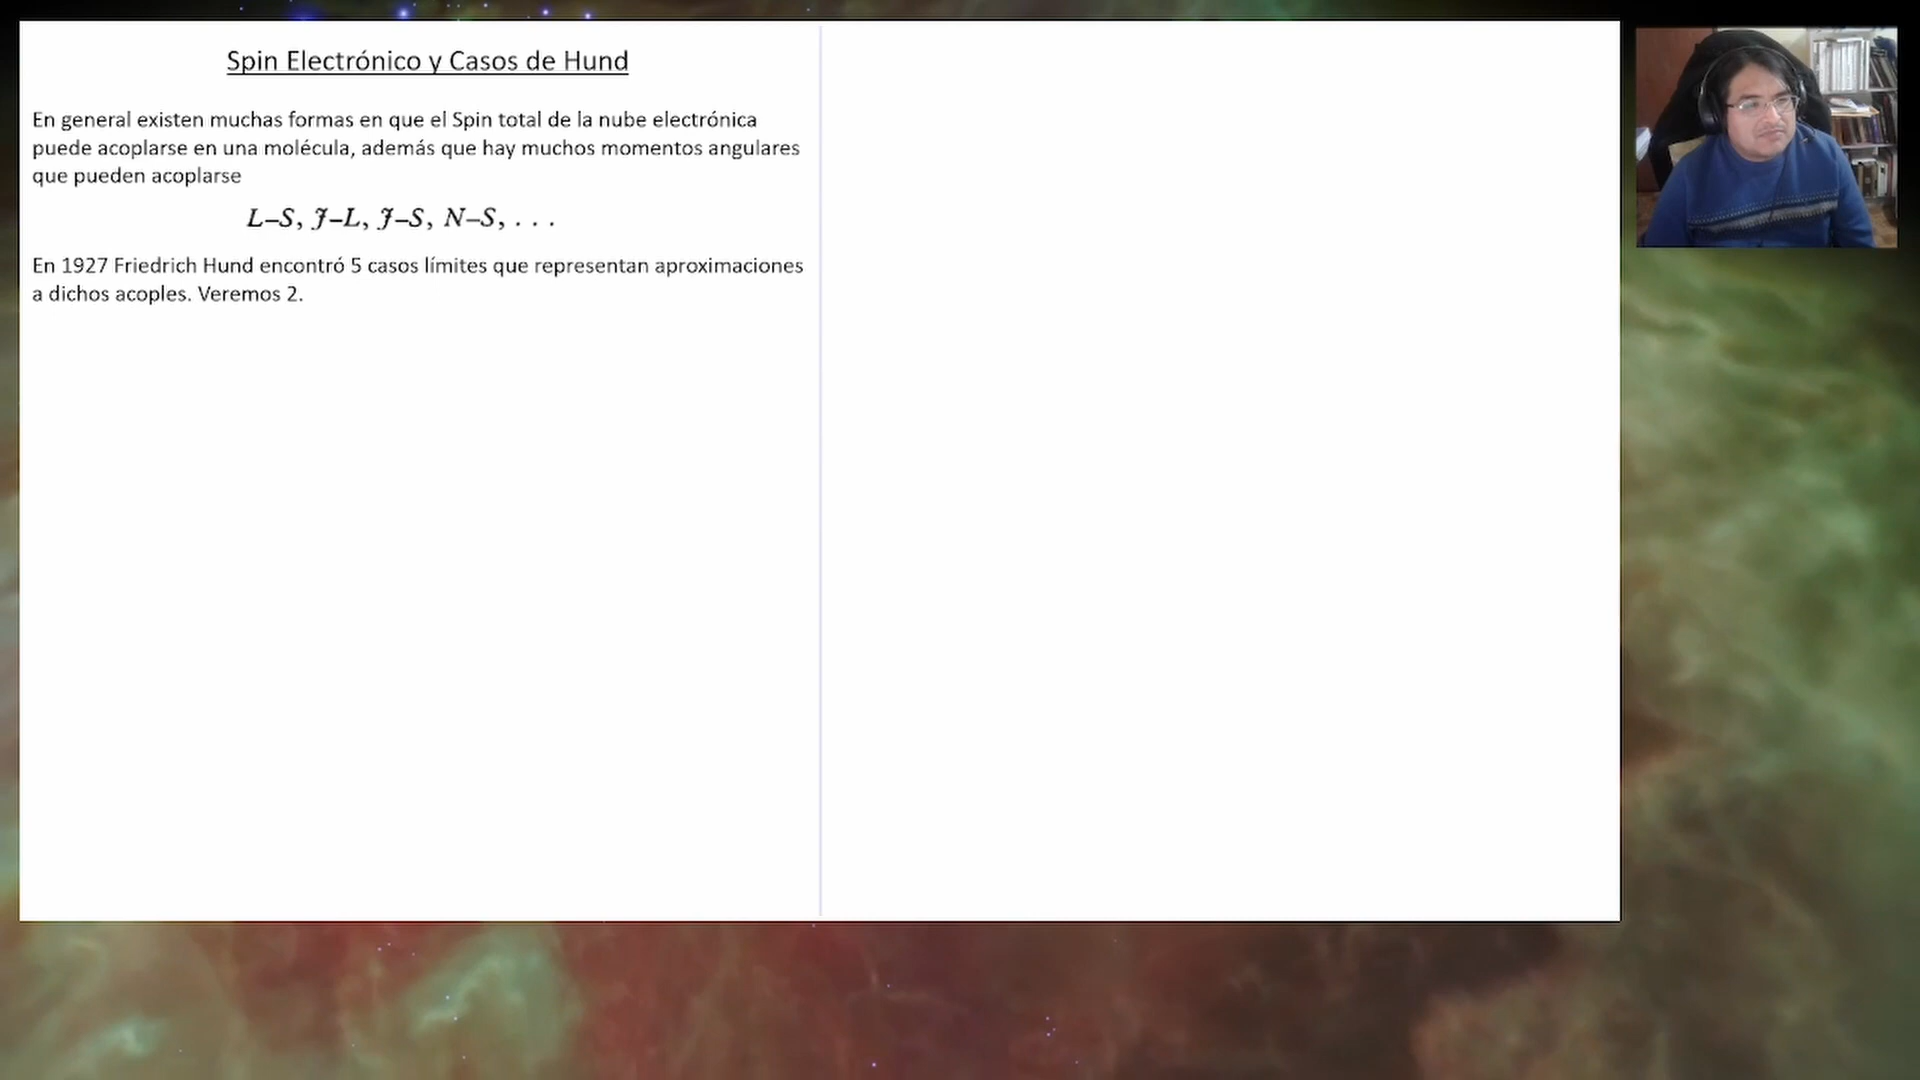 Spin Electrónico y Casos de Hund
En general existen muchas formas en que el Spin total de la nube electrónica
puede acoplarse en una molécula, además que hay muchos momentos angulares
que pueden acoplarse
L–S, J–L, J–S, N–S, . . .
En 1927 Friedrich Hund encontró 5 casos límites que representan aproximaciones
a dichos acoples. Veremos 2.